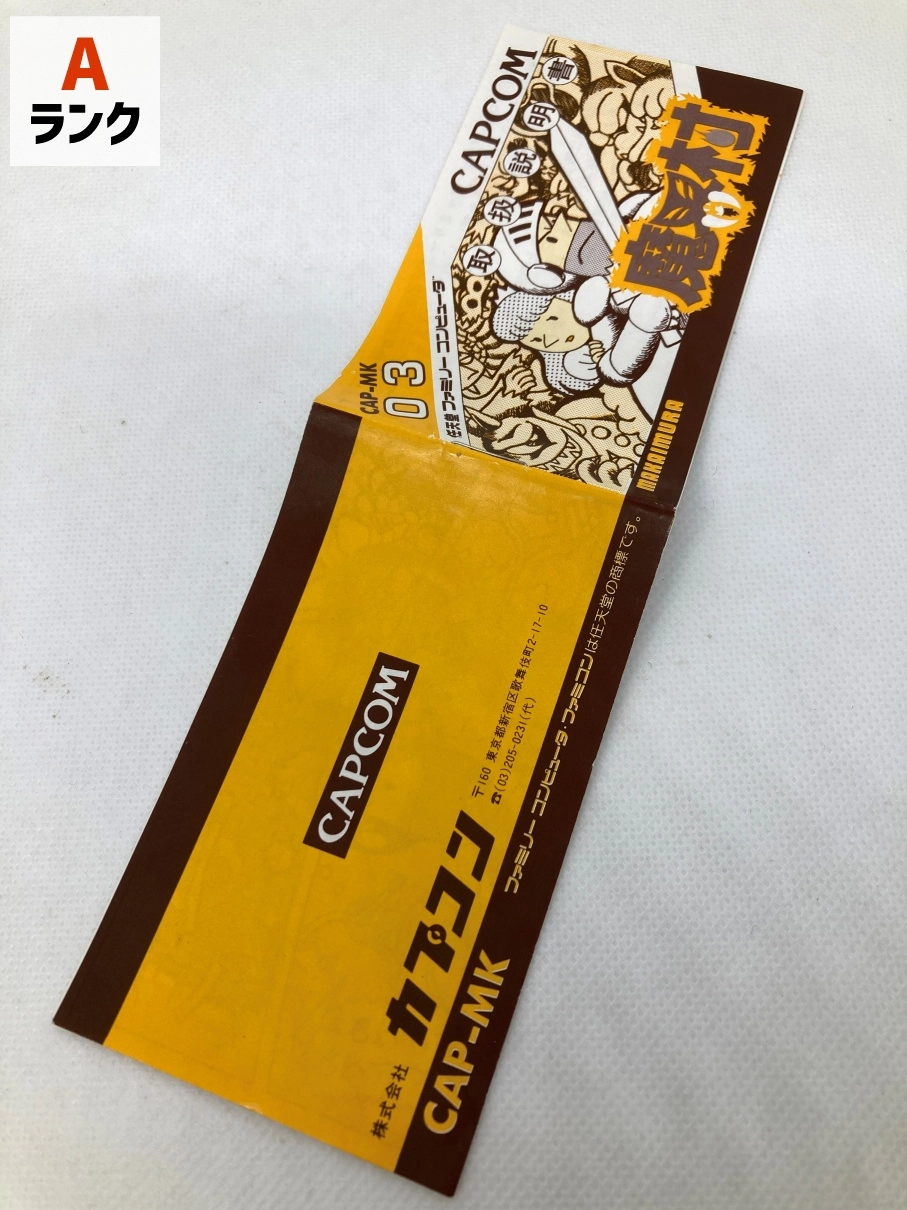 A
ランク
CAPCOM
取扱説明書
魔界村
任天堂 ファミリー コンピュータ™
CAP-MK
03
MAKAIMURA
CAPCOM
〒160 東京都新宿区歌舞伎町2-17-10
☎(03)205-0231(代)
株式会社 カプコン
CAP-MK
ファミリー コンピュータ・ファミコンは任天堂の商標です。